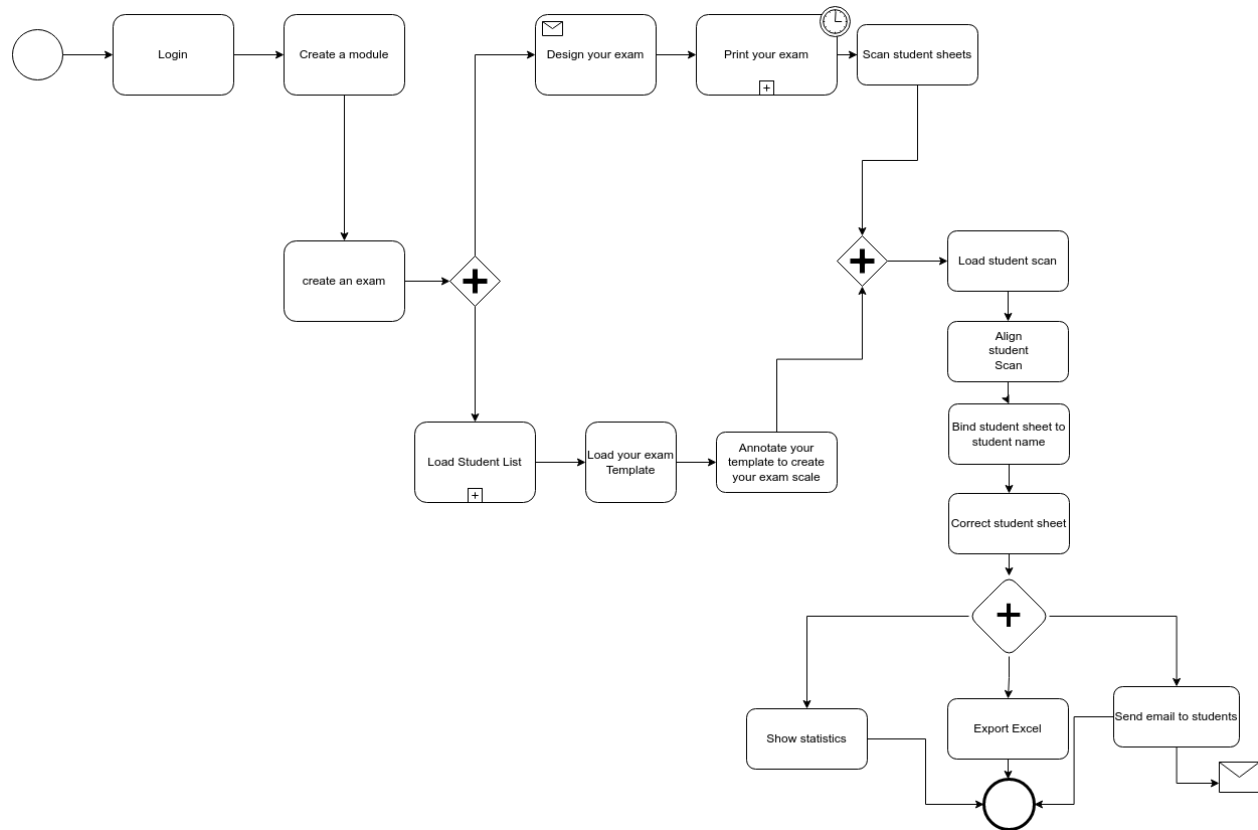 Login
Create a module
Design your exam
Print your exam
Scan student sheets
create an exam
Load student scan
Align
student
Scan
Bind student sheet to
student name
Load Student List
Load your exam
Template
Annotate your
template to create
your exam scale
Correct student sheet
Show statistics
Export Excel
Send email to students